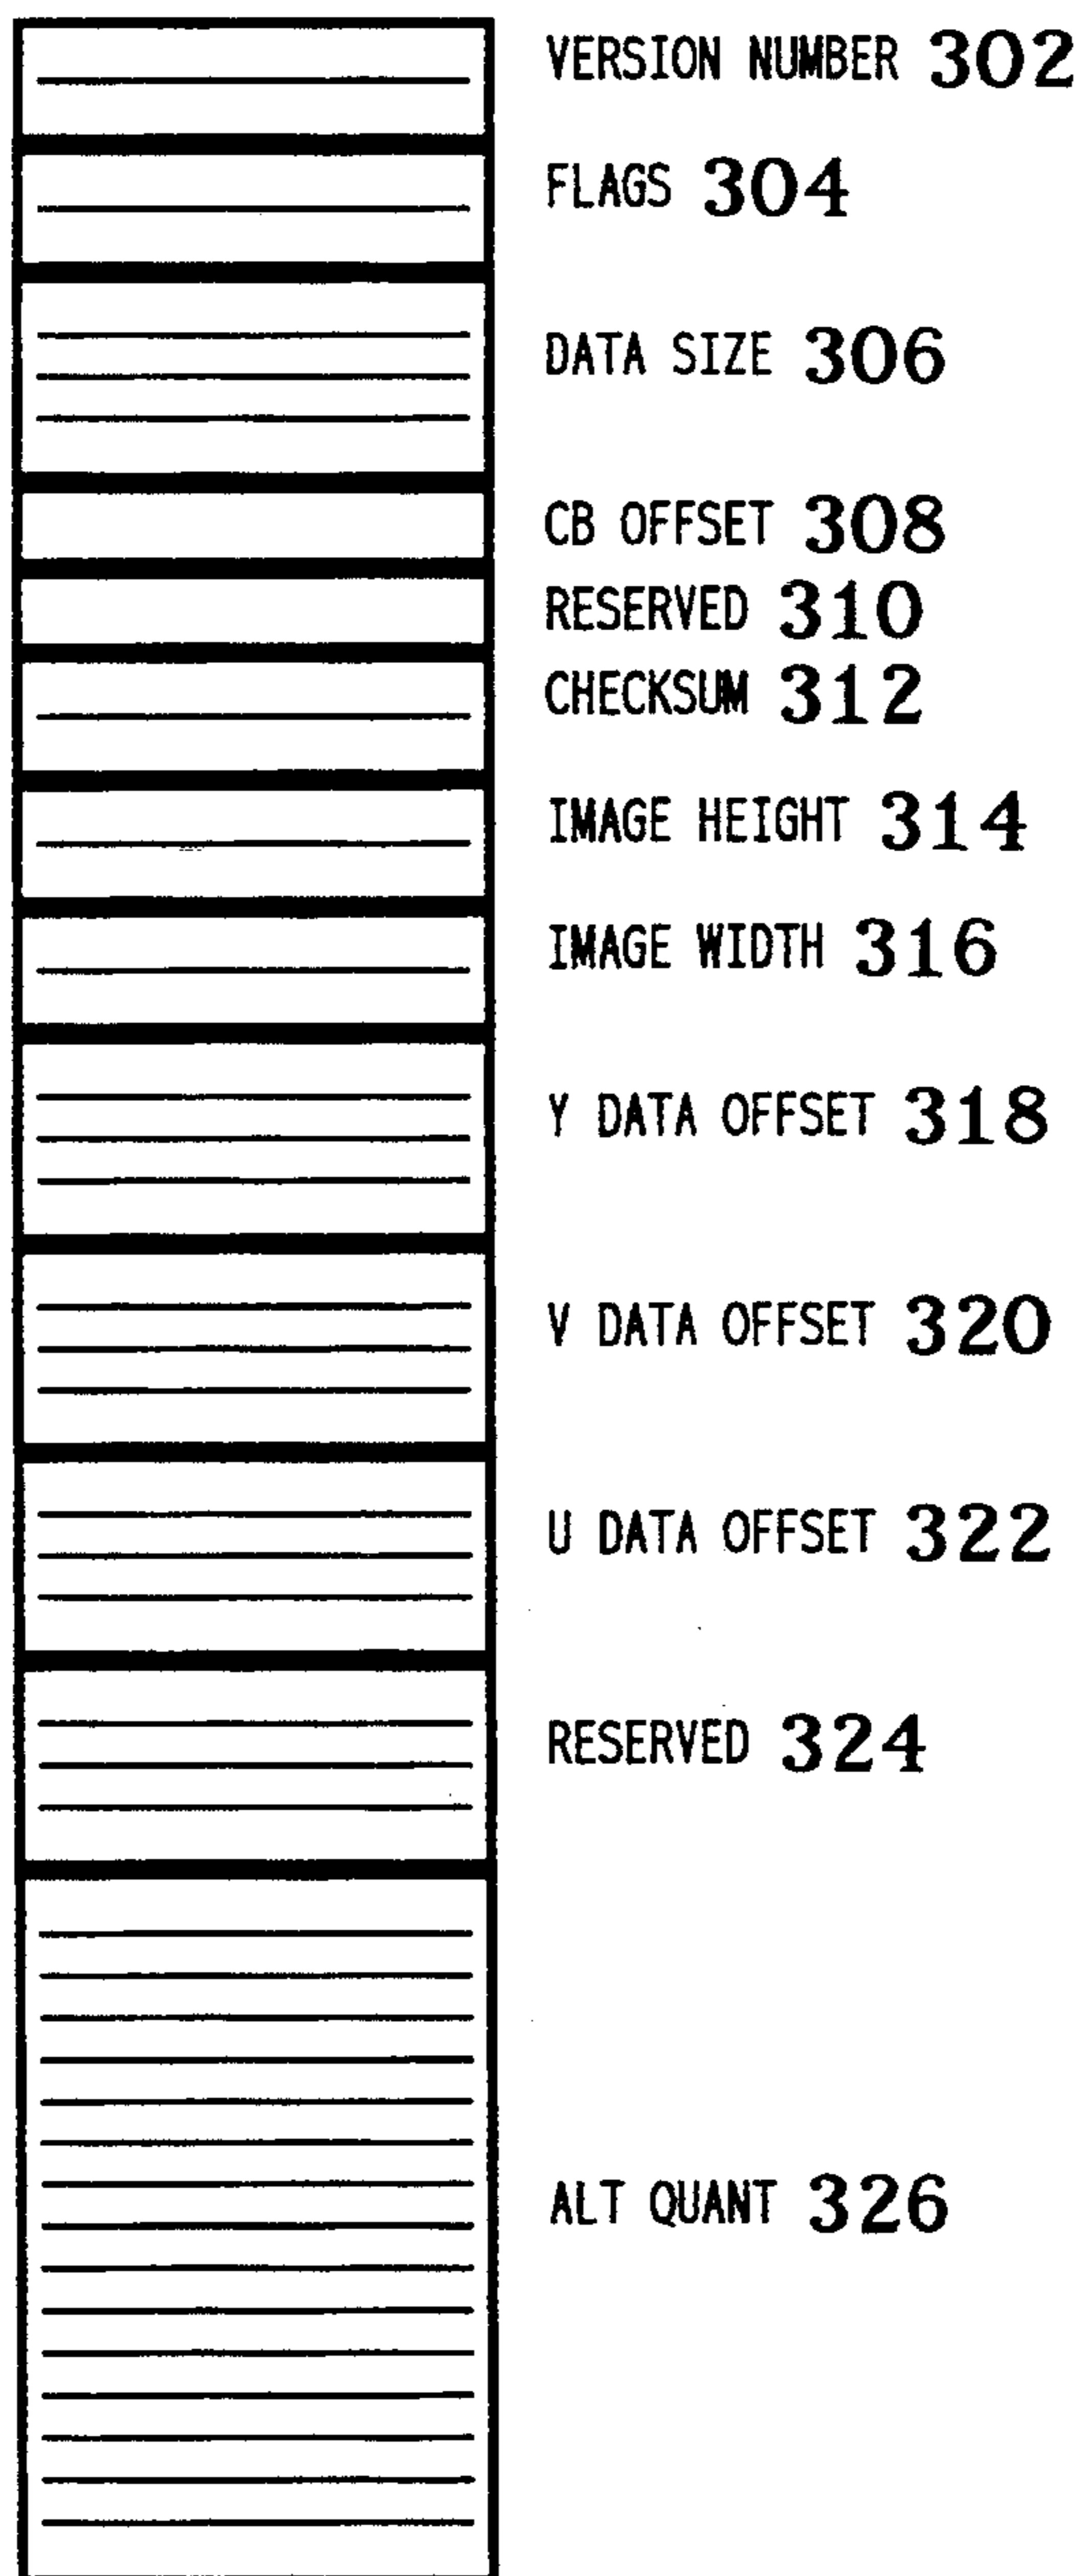 VERSION NUMBER 302
FLAGS 304
DATA SIZE 306
CB OFFSET 308
RESERVED 310
CHECKSUM 312
IMAGE HEIGHT 314
IMAGE WIDTH 316
Y DATA OFFSET 318
V DATA OFFSET 320
U DATA OFFSET 322
RESERVED 324
ALT QUANT 326